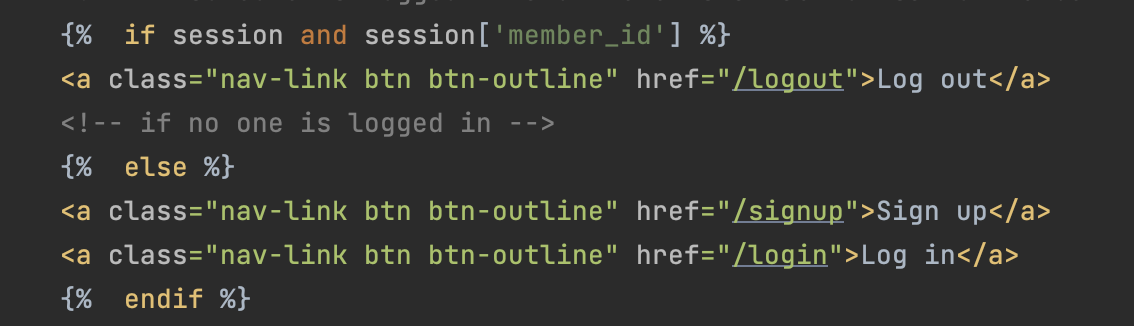 {%  if session and session['member_id'] %}
<a class="nav-link btn btn-outline" href="/logout">Log out</a>
<!-- if no one is logged in -->
{%  else %}
<a class="nav-link btn btn-outline" href="/signup">Sign up</a>
<a class="nav-link btn btn-outline" href="/login">Log in</a>
{%  endif %}